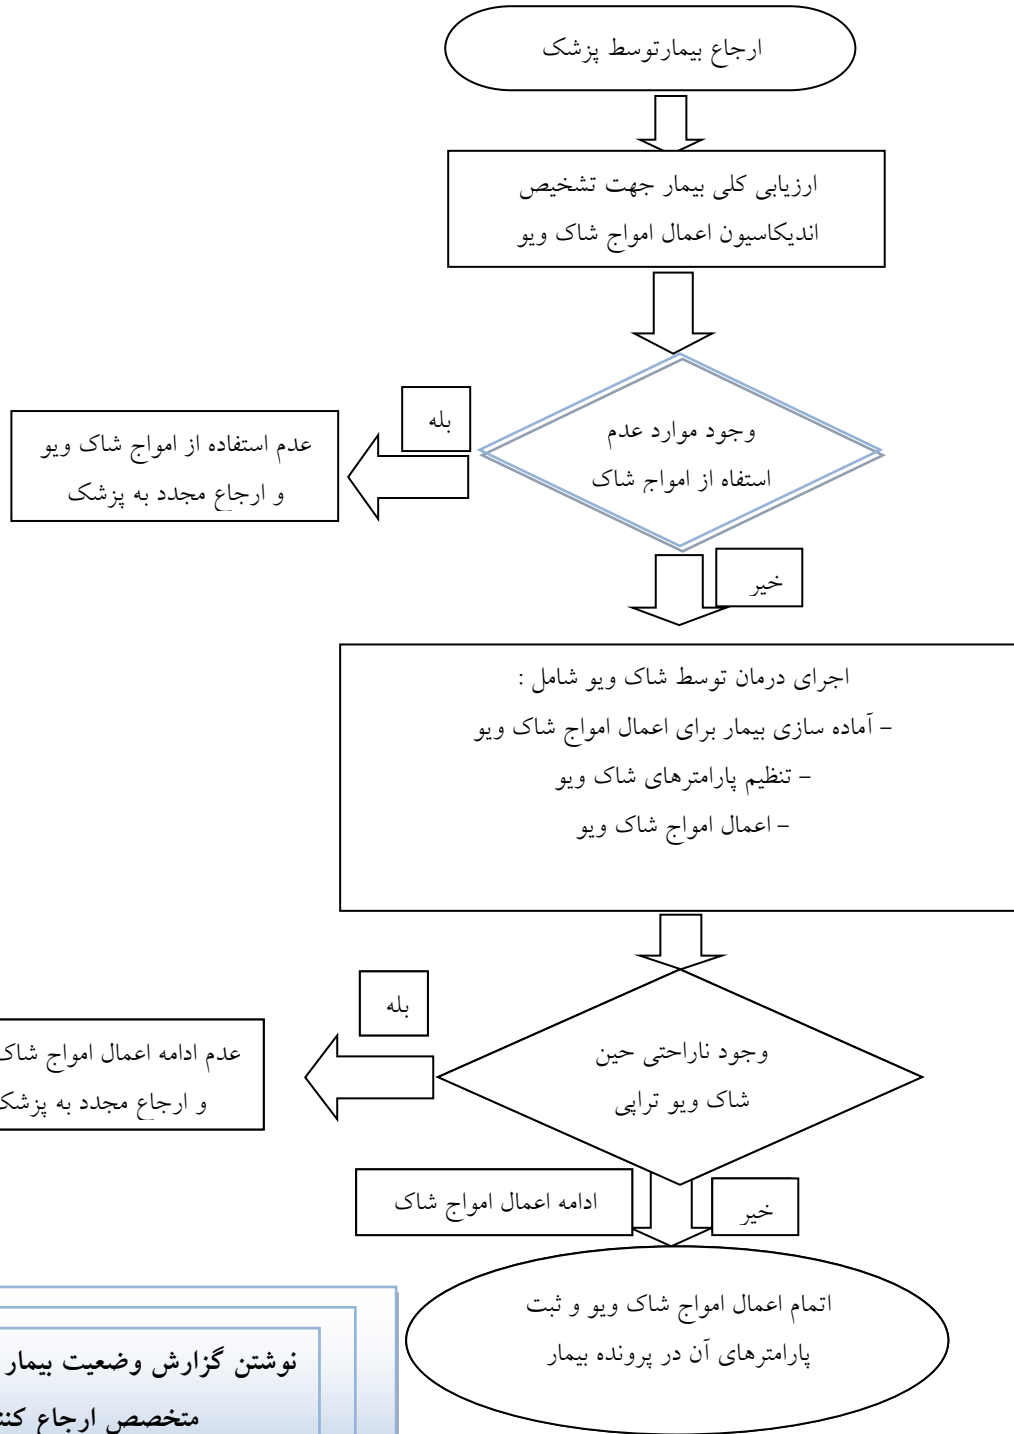 ارجاع بیمارتوسط پزشک
ارزیابی کلی بیمار جهت تشخیص
اندیکاسیون اعمال امواج شاک ویو
وجود موارد عدم
استفاه از امواج شاک
بله
عدم استفاده از امواج شاک ویو
و ارجاع مجدد به پزشک
خیر
اجرای درمان توسط شاک ویو شامل :
- آماده سازی بیمار برای اعمال امواج شاک ویو
- تنظیم پارامترهای شاک ویو
- اعمال امواج شاک ویو
وجود ناراحتی حین
شاک ویو تراپی
بله
عدم ادامه اعمال امواج شاک
و ارجاع مجدد به پزشک
خیر
ادامه اعمال امواج شاک
اتمام اعمال امواج شاک ویو و ثبت
پارامترهای آن در پرونده بیمار
نوشتن گزارش وضعیت بیمار
متخصص ارجاع